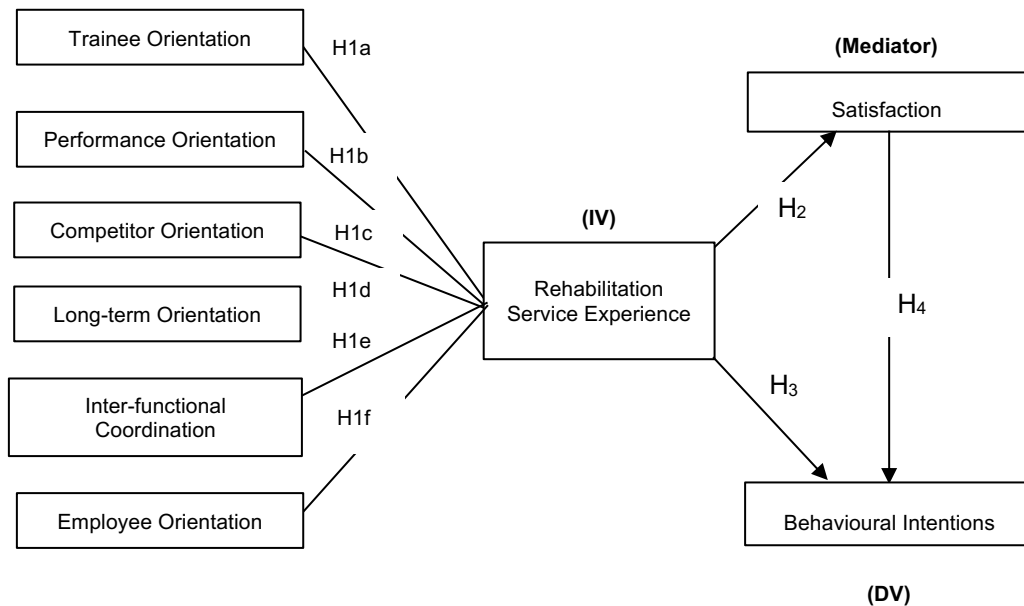 Trainee Orientation
H1a
(Mediator)
Satisfaction
Performance Orientation
H1b
H2
(IV)
Competitor Orientation
H1c
Rehabilitation
Service Experience
Long-term Orientation
H1d
H4
H1e
Inter-functional
Coordination
H3
H1f
Employee Orientation
Behavioural Intentions
(DV)